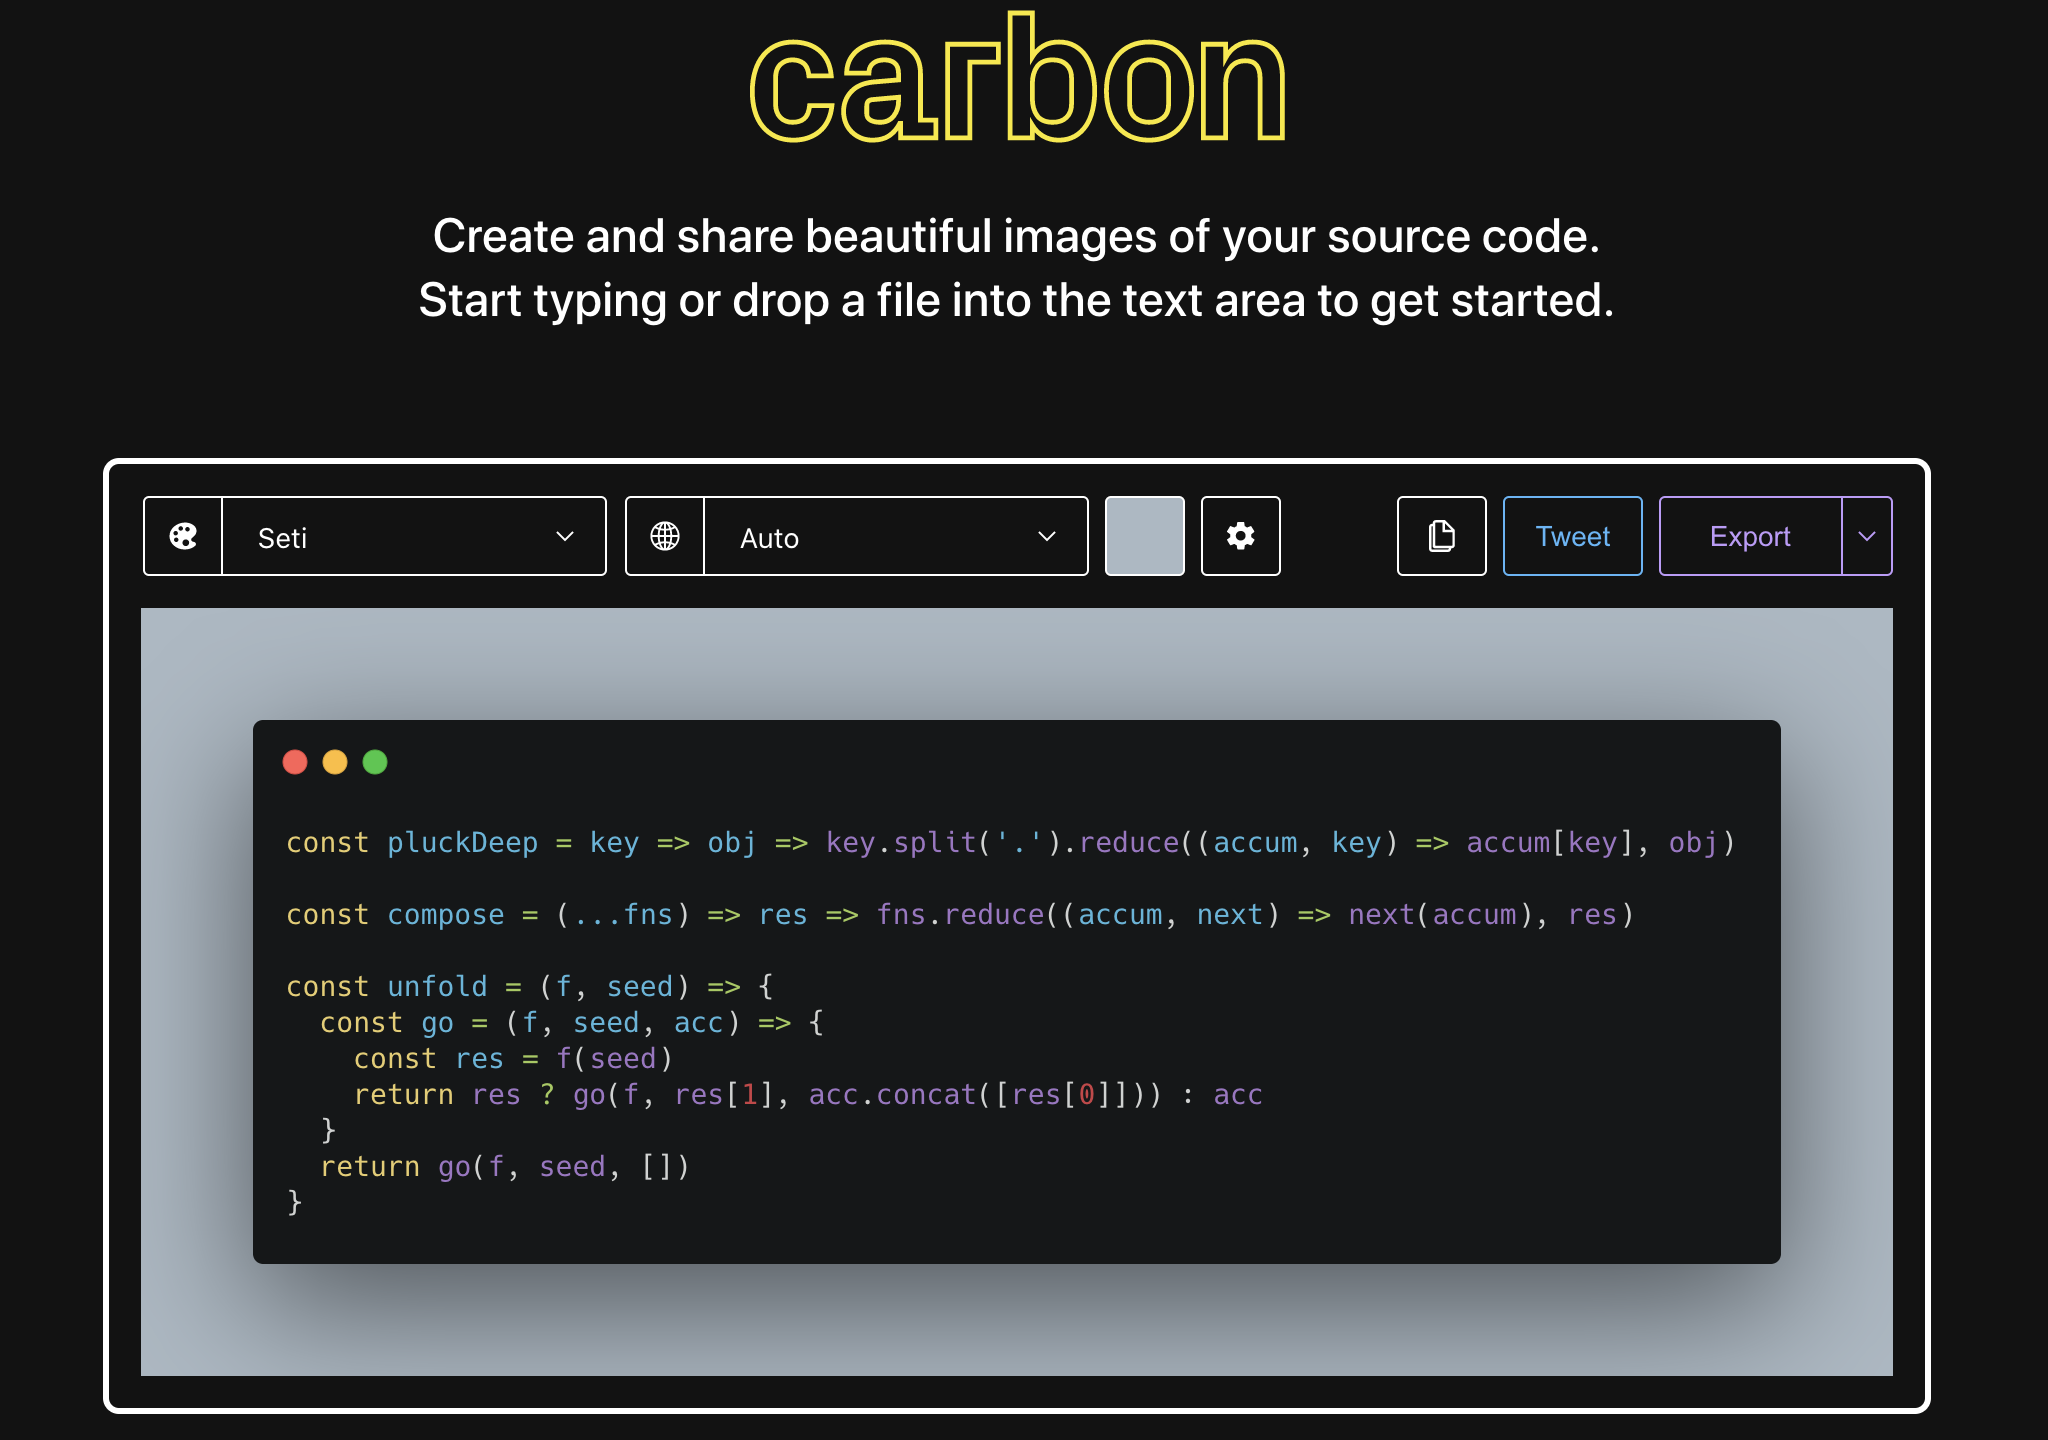 carbon
Create and share beautiful images of your source code.
Start typing or drop a file into the text area to get started.
Seti
Auto
Tweet
Export
const pluckDeep = key => obj => key.split('.').reduce((accum, key) => accum[key], obj)
const compose = (...fns) => res => fns.reduce((accum, next) => next(accum), res)
const unfold = (f, seed) => {
  const go = (f, seed, acc) => {
    const res = f(seed)
    return res ? go(f, res[1], acc.concat([res[0]])) : acc
  }
  return go(f, seed, [])
}